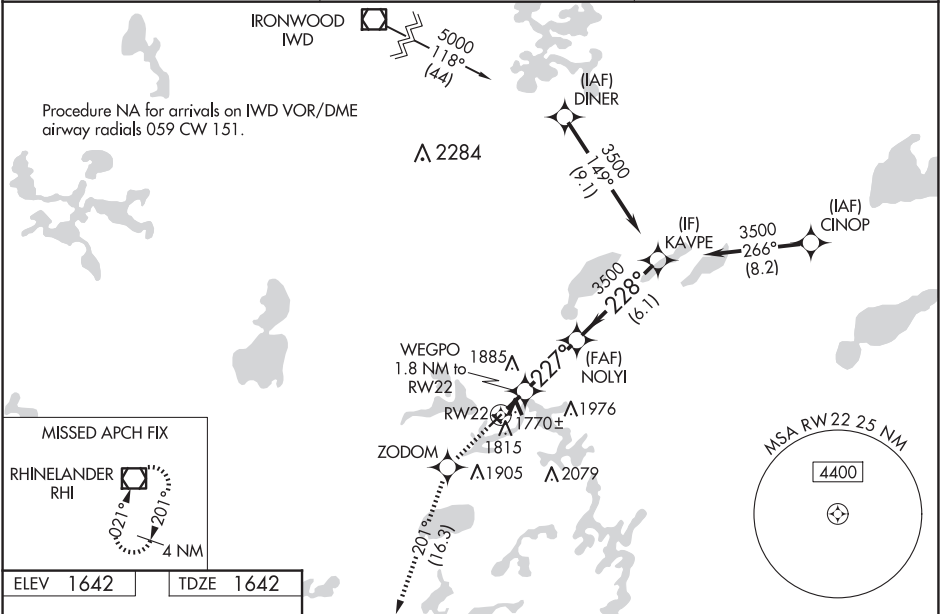 IRONWOOD
IWD
5000
118°
(44)
Procedure NA for arrivals on IWD VOR/DME
airway radials 059 CW 151.
2284
(IAF)
DINER
3500
149°
(9.1)
(IF)
KAVPE
3500
266°
(8.2)
(IAF)
CINOP
3500
228°
(6.1)
(FAF)
NOLYI
227°
WEGPO
1.8 NM to
RW22
1885
RW22
1770±
1976
1815
ZODOM
1905
2079
201°
(16.3)
MISSED APCH FIX
RHINELANDER
RHI
021°
201°
4 NM
MSA RW 22 25 NM
4400
ELEV 1642
TDZE 1642